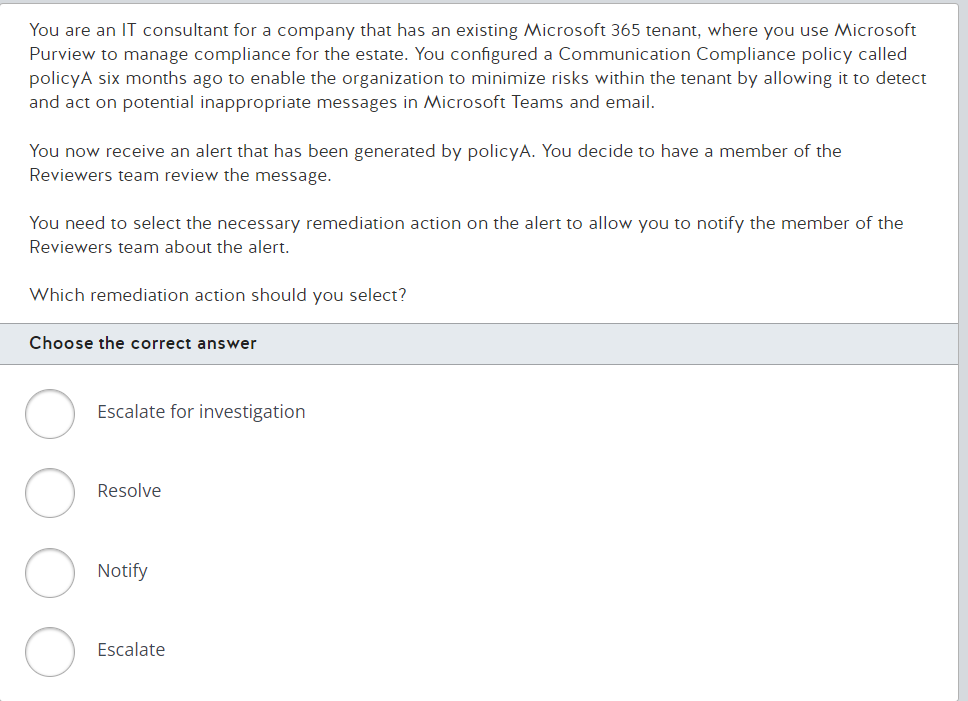 You are an IT consultant for a company that has an existing Microsoft 365 tenant, where you use Microsoft
Purview to manage compliance for the estate. You configured a Communication Compliance policy called
policyA six months ago to enable the organization to minimize risks within the tenant by allowing it to detect
and act on potential inappropriate messages in Microsoft Teams and email.
You now receive an alert that has been generated by policyA. You decide to have a member of the
Reviewers team review the message.
You need to select the necessary remediation action on the alert to allow you to notify the member of the
Reviewers team about the alert.
Which remediation action should you select?
Choose the correct answer
Escalate for investigation
Resolve
Notify
Escalate